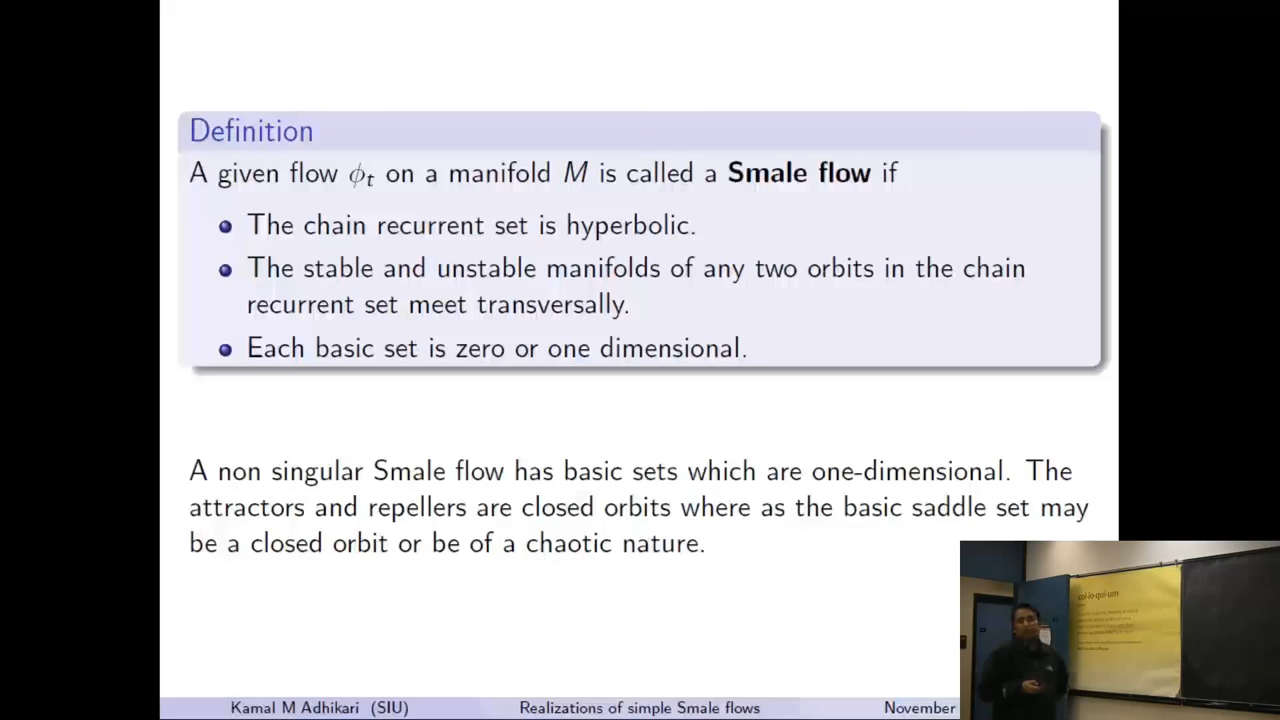 Definition
A given flow ϕt on a manifold M is called a Smale flow if
The chain recurrent set is hyperbolic.
The stable and unstable manifolds of any two orbits in the chain
recurrent set meet transversally.
Each basic set is zero or one dimensional.
A non singular Smale flow has basic sets which are one-dimensional. The
attractors and repellers are closed orbits where as the basic saddle set may
be a closed orbit or be of a chaotic nature.
col·lo·qui·um
Kamal M Adhikari (SIU) Realizations of simple Smale flows November